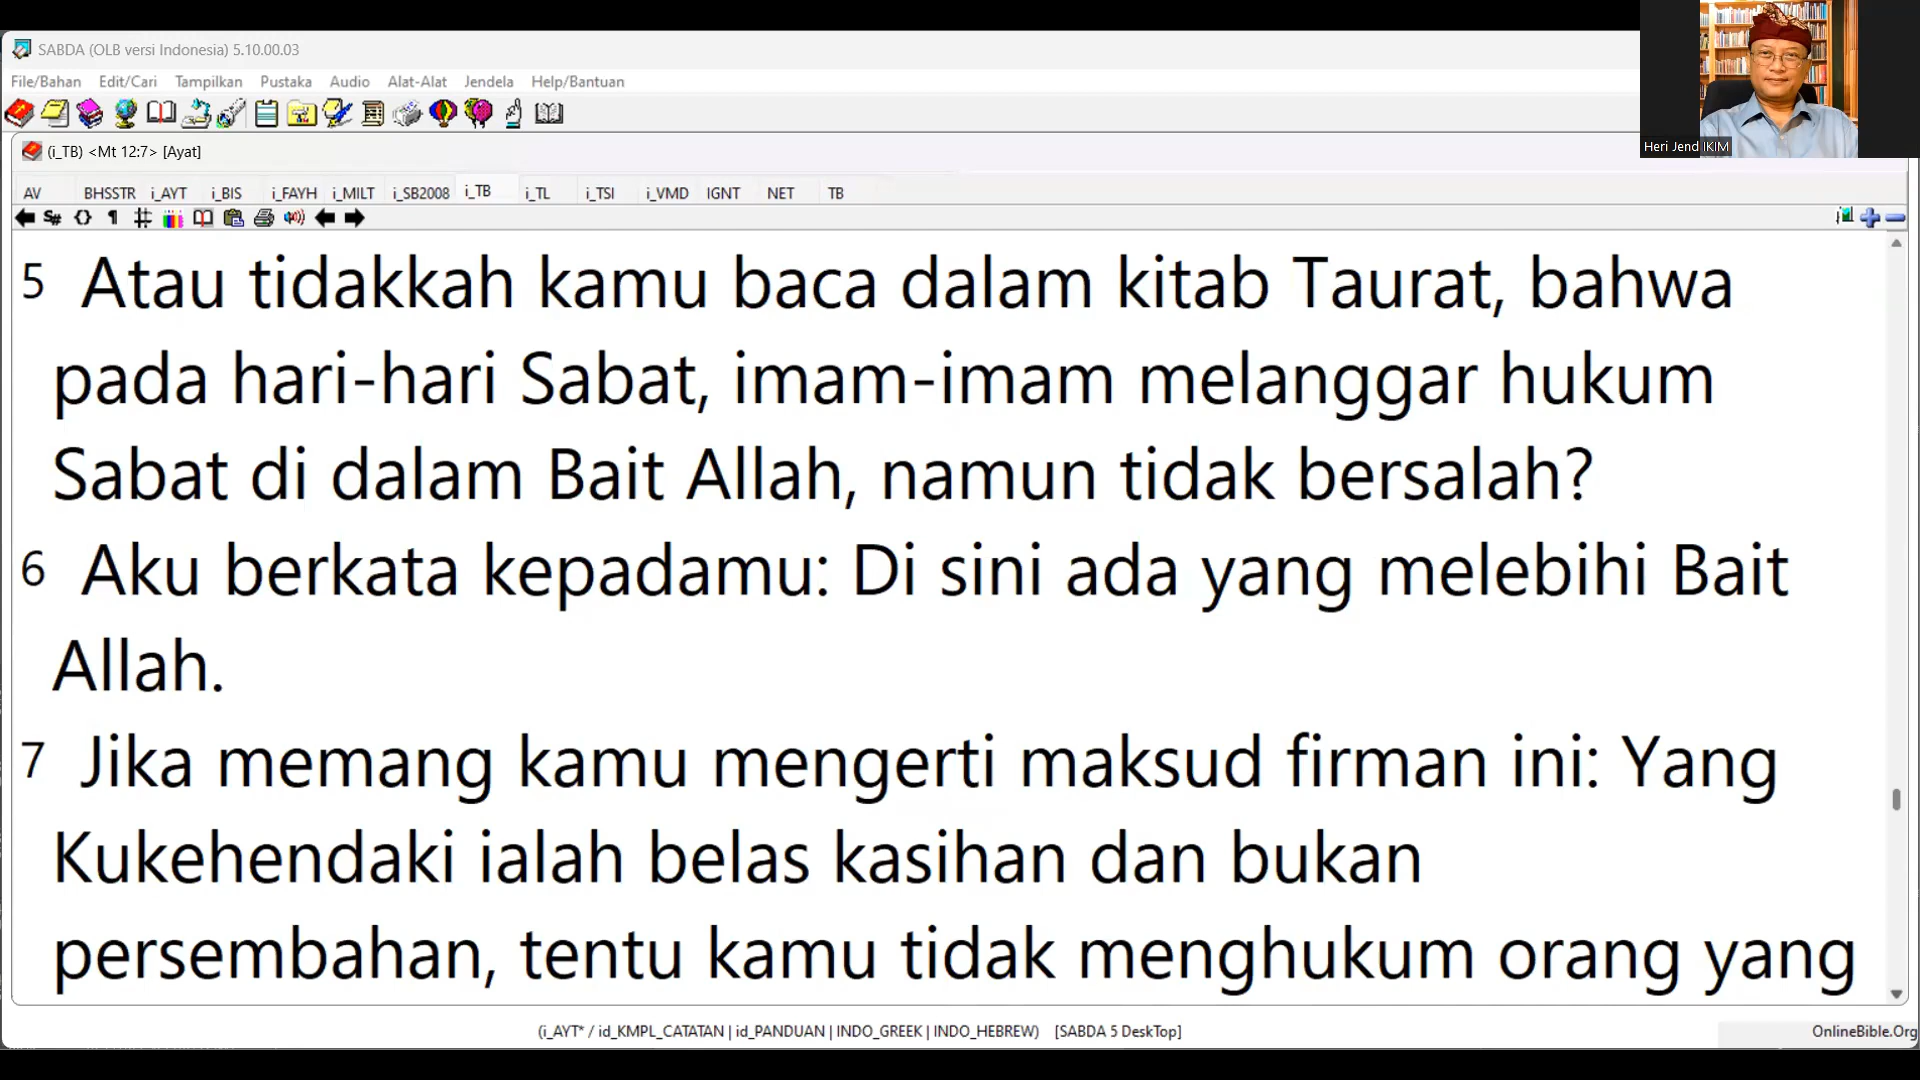 SABDA (OLB versi Indonesia) 5.10.00.03
File/Bahan Edit/Cari Tampilkan Pustaka Audio Alat-Alat Jendela Help/Bantuan
Heri Jend IKIM
(i_TB) <Mt 12:7> [Ayat]
AV BHSSTR i_AYT i_BIS i_FAYH i_MILT i_SB2008 i_TB i_TL i_TSI i_VMD IGNT NET TB
5 Atau tidakkah kamu baca dalam kitab Taurat, bahwa
pada hari-hari Sabat, imam-imam melanggar hukum
Sabat di dalam Bait Allah, namun tidak bersalah?
6 Aku berkata kepadamu: Di sini ada yang melebihi Bait
Allah.
7 Jika memang kamu mengerti maksud firman ini: Yang
Kukehendaki ialah belas kasihan dan bukan
persembahan, tentu kamu tidak menghukum orang yang
(i_AYT* / id_KMPL_CATATAN | id_PANDUAN | INDO_GREEK | INDO_HEBREW) [SABDA 5 DeskTop]
OnlineBible.Org